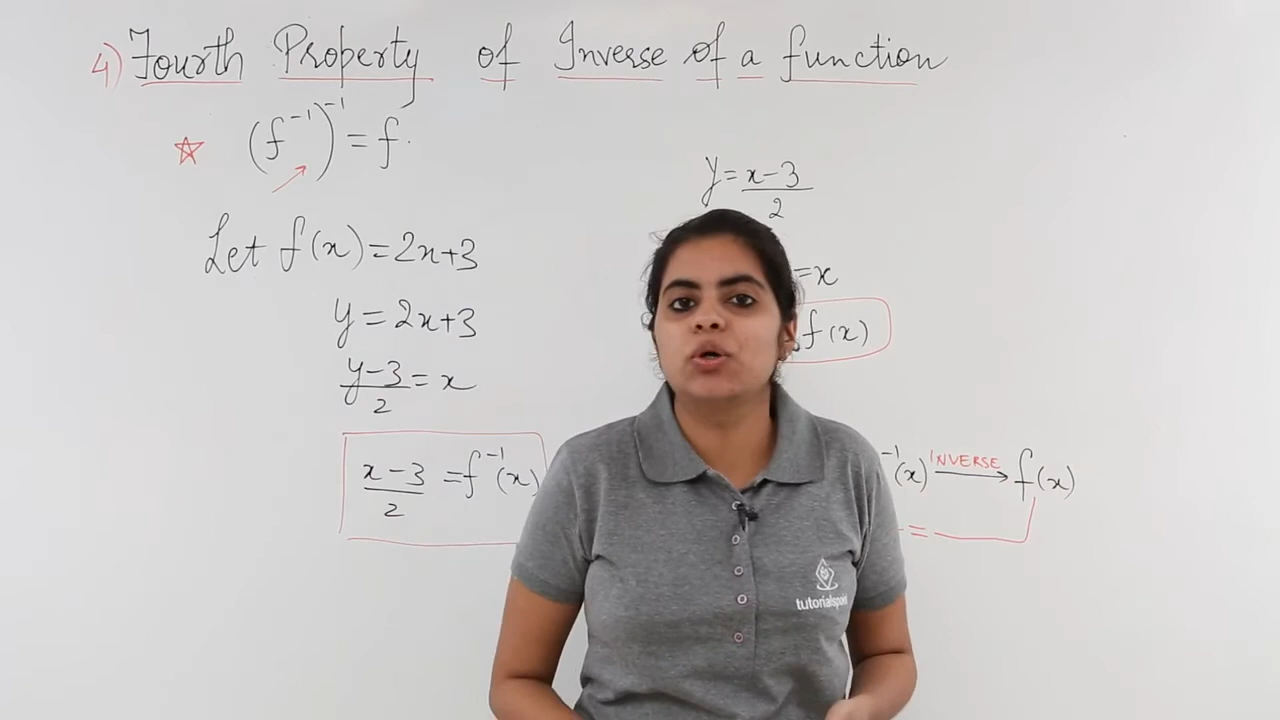 4) Fourth Property of Inverse of a function
(f⁻¹)⁻¹ = f.
Let f(x) = 2x+3
y = 2x+3
y-3/2 = x
x-3/2 = f⁻¹(x)
y = x-3/2
= x
f(x)
⁻¹(x) INVERSE → f(x)
=
tutorialspoint